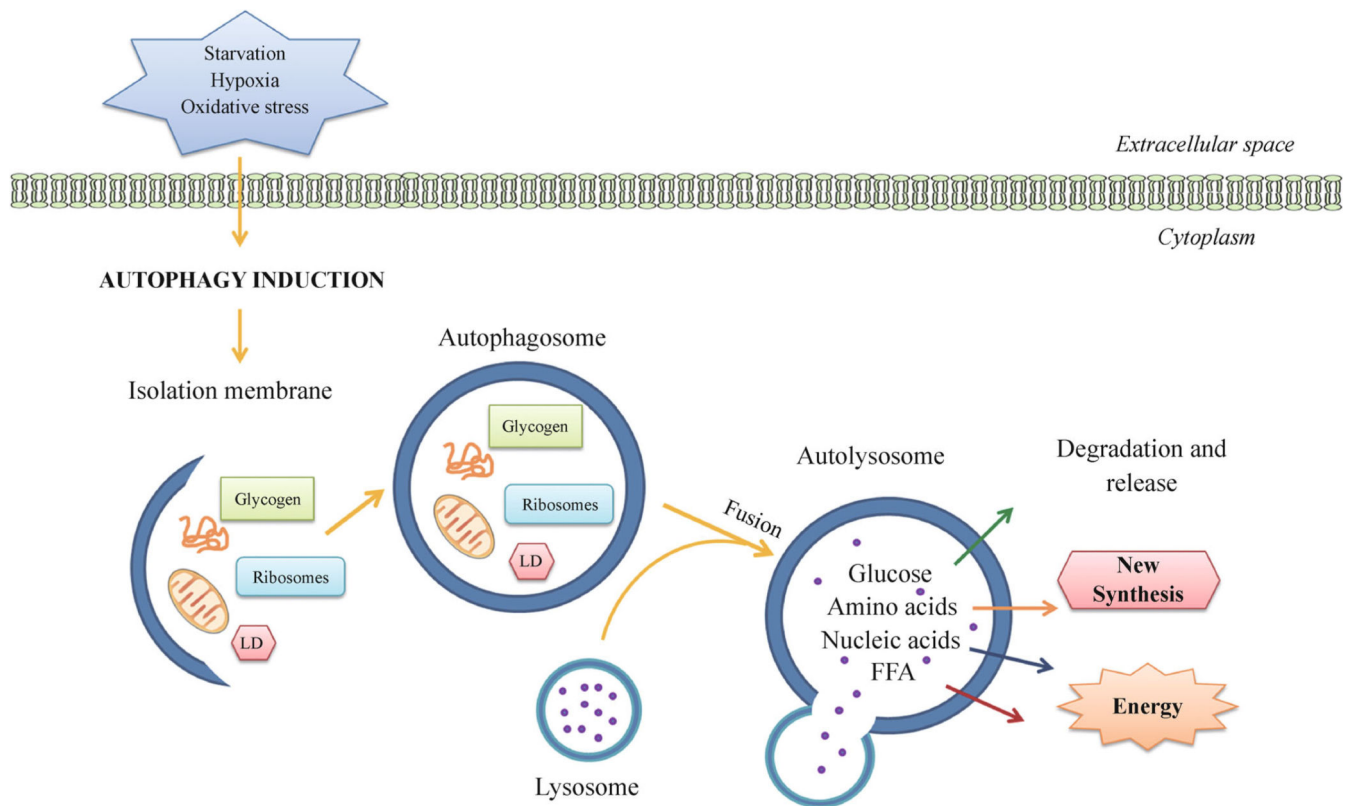 Starvation
Hypoxia
Oxidative stress
Extracellular space
Cytoplasm
AUTOPHAGY INDUCTION
Isolation membrane
Glycogen
Ribosomes
LD
Autophagosome
Glycogen
Ribosomes
LD
Fusion
Lysosome
Autolysosome
Glucose
Amino acids
Nucleic acids
FFA
Degradation and
release
New
Synthesis
Energy